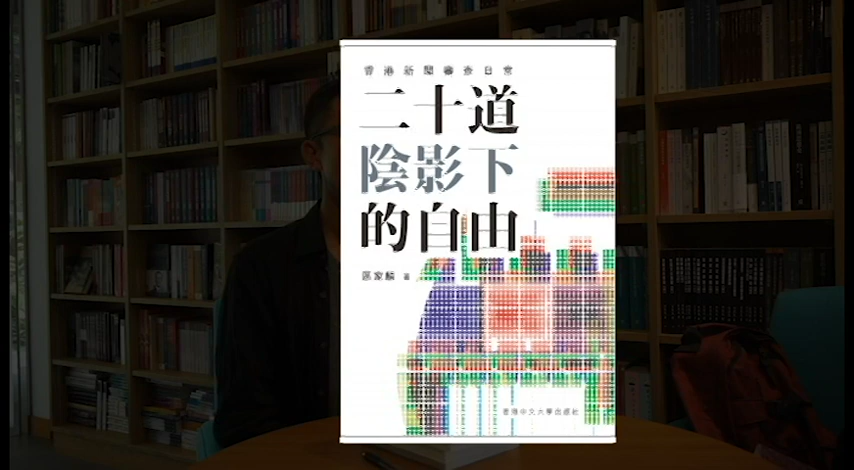 香港新聞審查日常
二十道
陰影下
的自由
區家麟 著
香港中文大學出版社